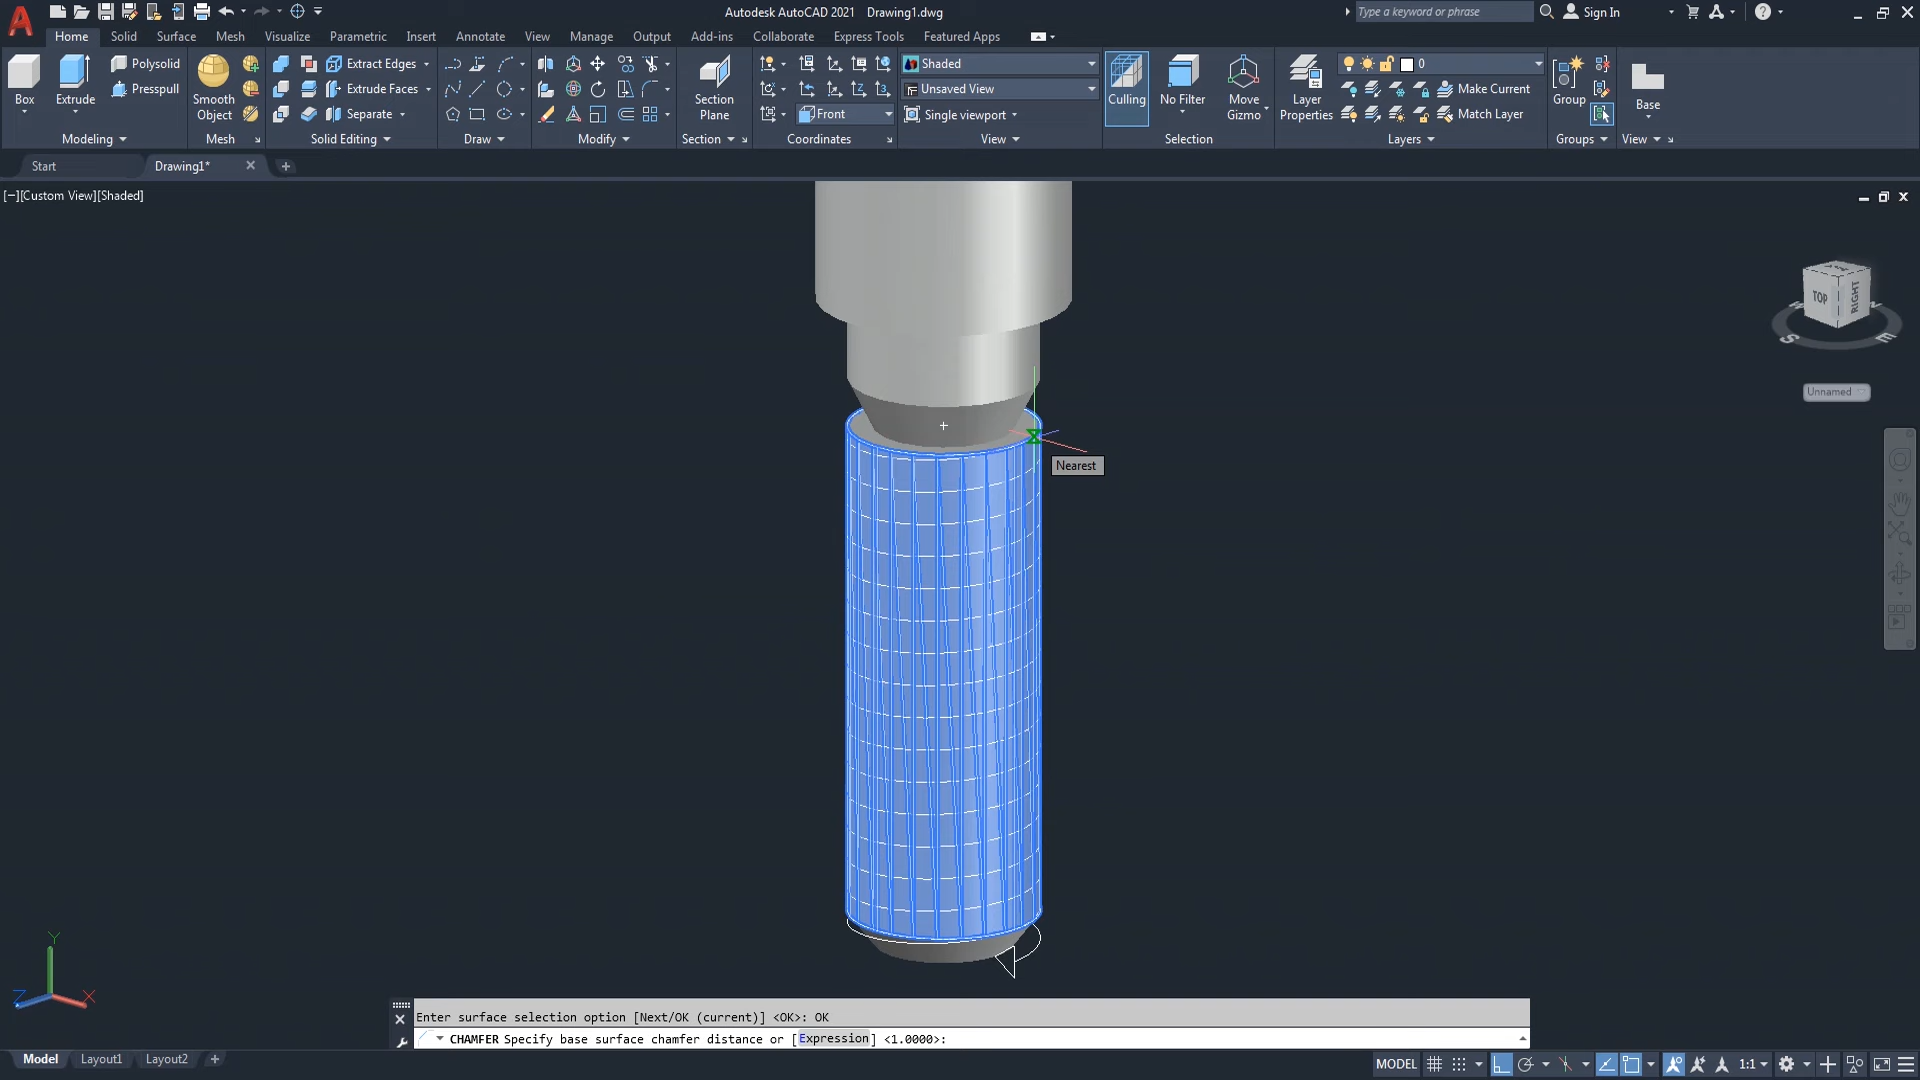 Autodesk AutoCAD 2021 Drawing1.dwg
Type a keyword or phrase
Sign In
Home Solid Surface Mesh Visualize Parametric Insert Annotate View Manage Output Add-ins Collaborate Express Tools Featured Apps
Box
Extrude
Polysolid
Presspull
Smooth Object
Extract Edges
Extrude Faces
Separate
Section Plane
Front
Shaded
Unsaved View
Single viewport
Culling
No Filter
Move Gizmo
Layer Properties
0
Make Current
Match Layer
Group
Base
Modeling Mesh Solid Editing Draw Modify Section Coordinates View Selection Layers Groups View
Start Drawing1*
[−][Custom View][Shaded]
TOP
RIGHT
S
E
Unnamed
Nearest
Y
Z
X
Enter surface selection option [Next/OK (current)] <OK>: OK
CHAMFER Specify base surface chamfer distance or [Expression] <1.0000>:
Model Layout1 Layout2
MODEL
1:1